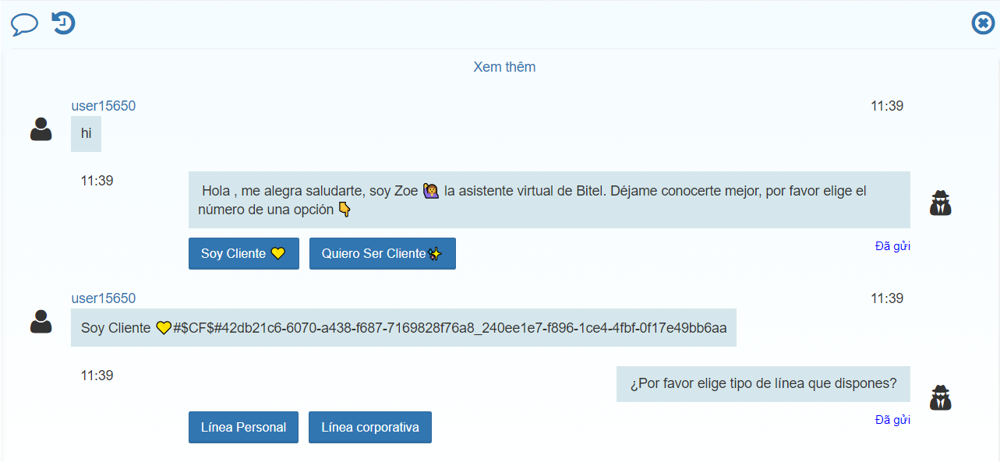 Xem thêm
user15650
11:39
hi
11:39
Hola , me alegra saludarte, soy Zoe 🙋‍♀️ la asistente virtual de Bitel. Déjame conocerte mejor, por favor elige el
número de una opción 👇
Soy Cliente 💛
Quiero Ser Cliente✨
Đã gửi
user15650
11:39
Soy Cliente 💛#$CF$#42db21c6-6070-a438-f687-7169828f76a8_240ee1e7-f896-1ce4-4fbf-0f17e49bb6aa
11:39
¿Por favor elige tipo de línea que dispones?
Línea Personal
Línea corporativa
Đã gửi